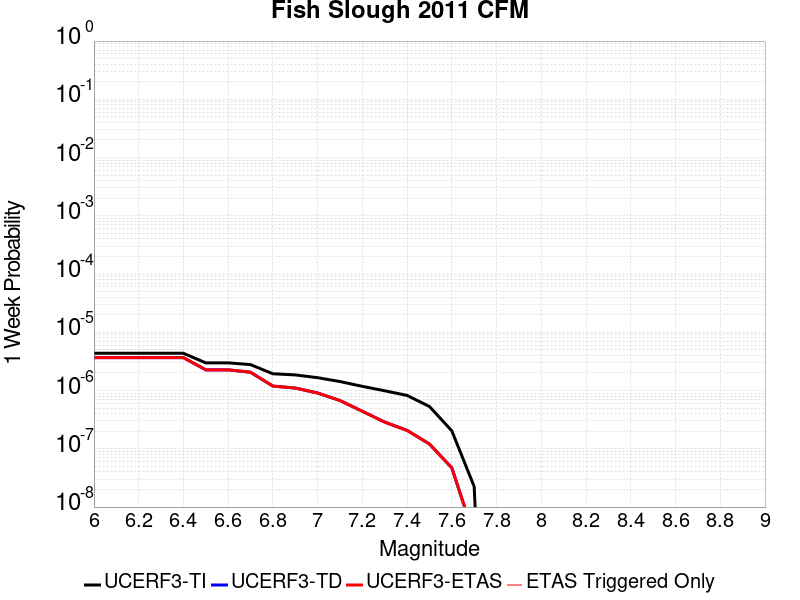 Fish Slough 2011 CFM
10^0
10^-1
10^-2
10^-3
10^-4
10^-5
10^-6
10^-7
10^-8
1 Week Probability
6 6.2 6.4 6.6 6.8 7 7.2 7.4 7.6 7.8 8 8.2 8.4 8.6 8.8 9
Magnitude
UCERF3-TI UCERF3-TD UCERF3-ETAS ETAS Triggered Only